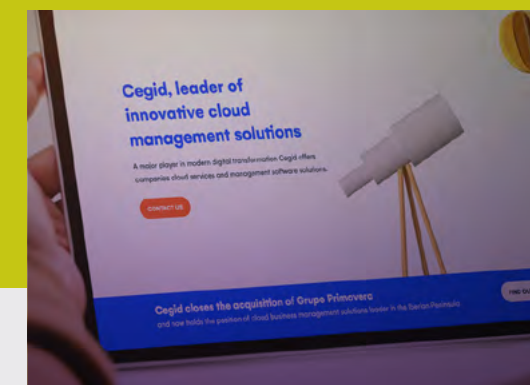 Cegid, leader of
innovative cloud
management solutions
A major player in modern digital transformation Cegid offers
companies cloud services and management software solutions.
CONTACT US
Cegid closes the acquisition of Grupo Primavera
and now holds the position of cloud business management solutions leader in the Iberian Peninsula
FIND